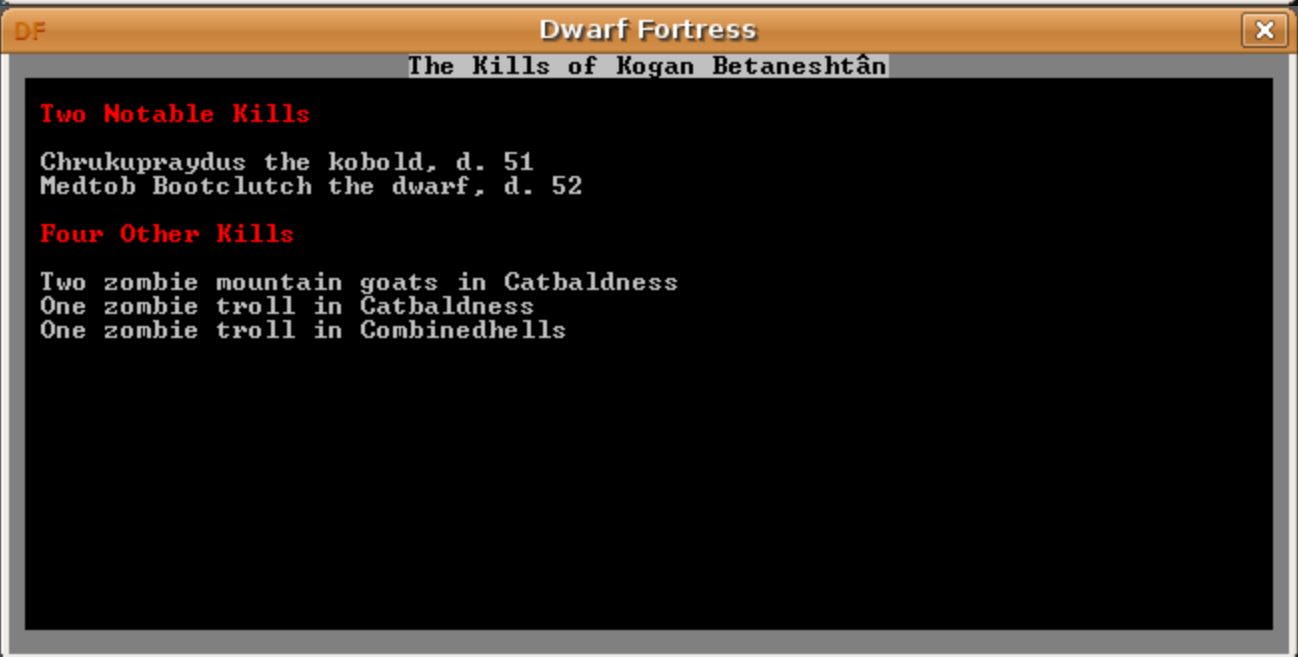 DF
Dwarf Fortress
The Kills of Kogan Betaneshtân
Two Notable Kills
Chrukupraydus the kobold, d. 51
Medtob Bootclutch the dwarf, d. 52
Four Other Kills
Two zombie mountain goats in Catbaldness
One zombie troll in Catbaldness
One zombie troll in Combinedhells